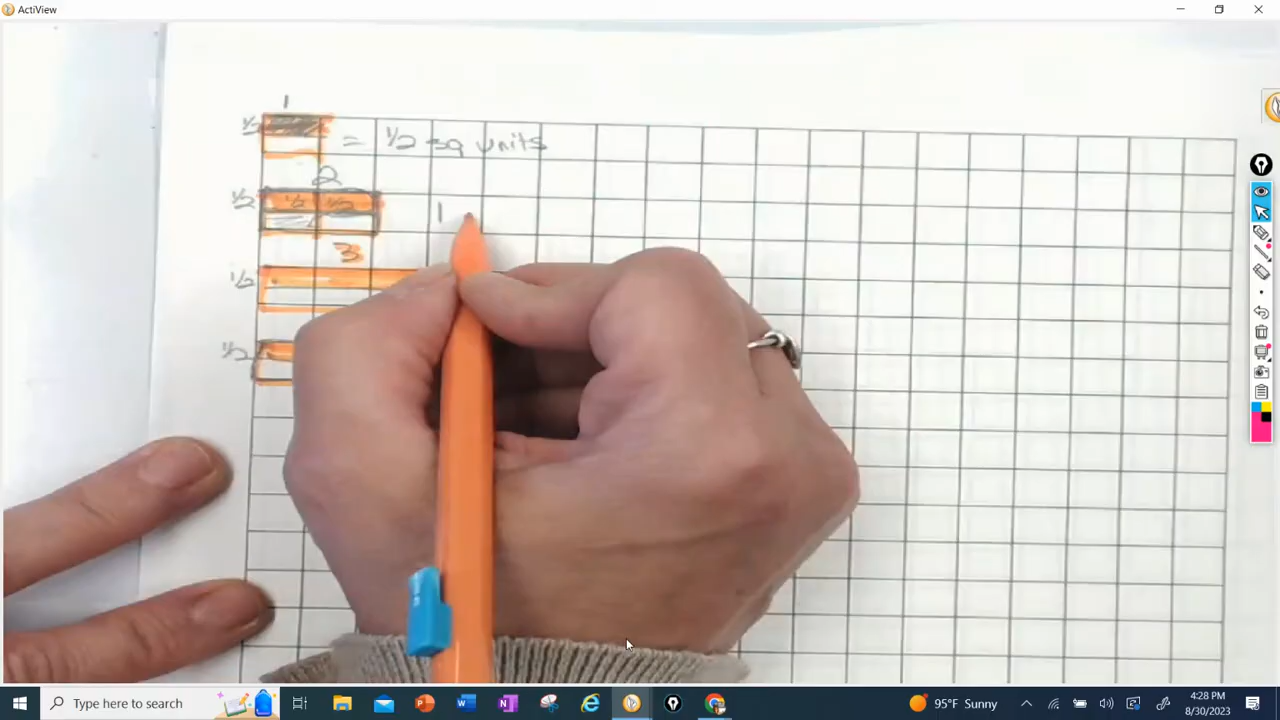 ActiView
1
1/2
= 1/2 sq units
2
1/2
1/2 1/2
1
3
1/2
1/2
Type here to search
95°F Sunny
4:28 PM
8/30/2023